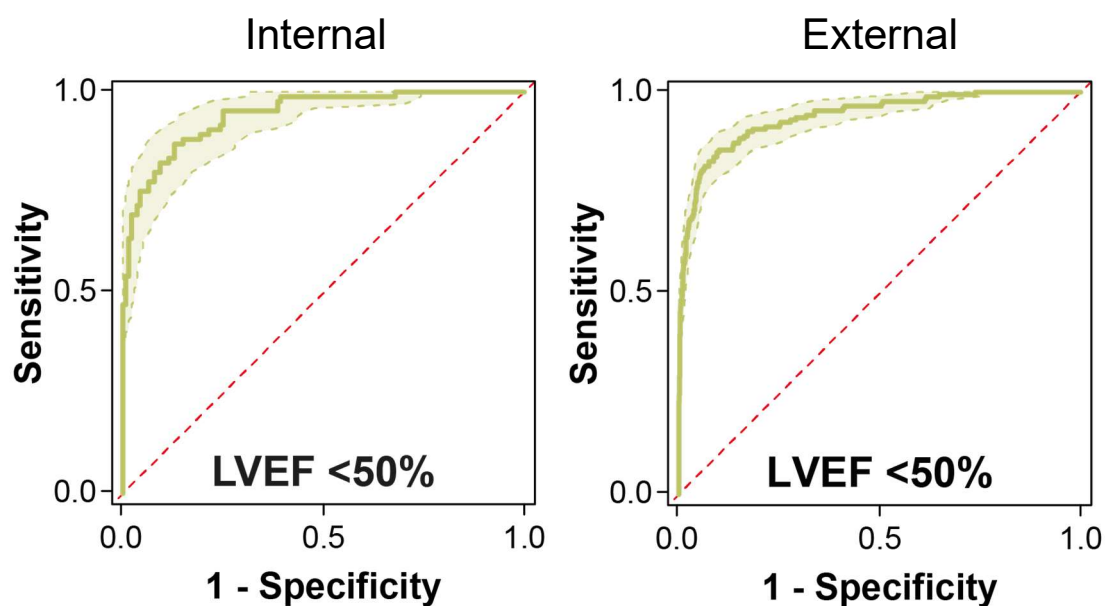 Internal
1.0
0.5
0.0
Sensitivity
LVEF <50%
0.0 0.5 1.0
1 - Specificity
External
1.0
0.5
0.0
Sensitivity
LVEF <50%
0.0 0.5 1.0
1 - Specificity